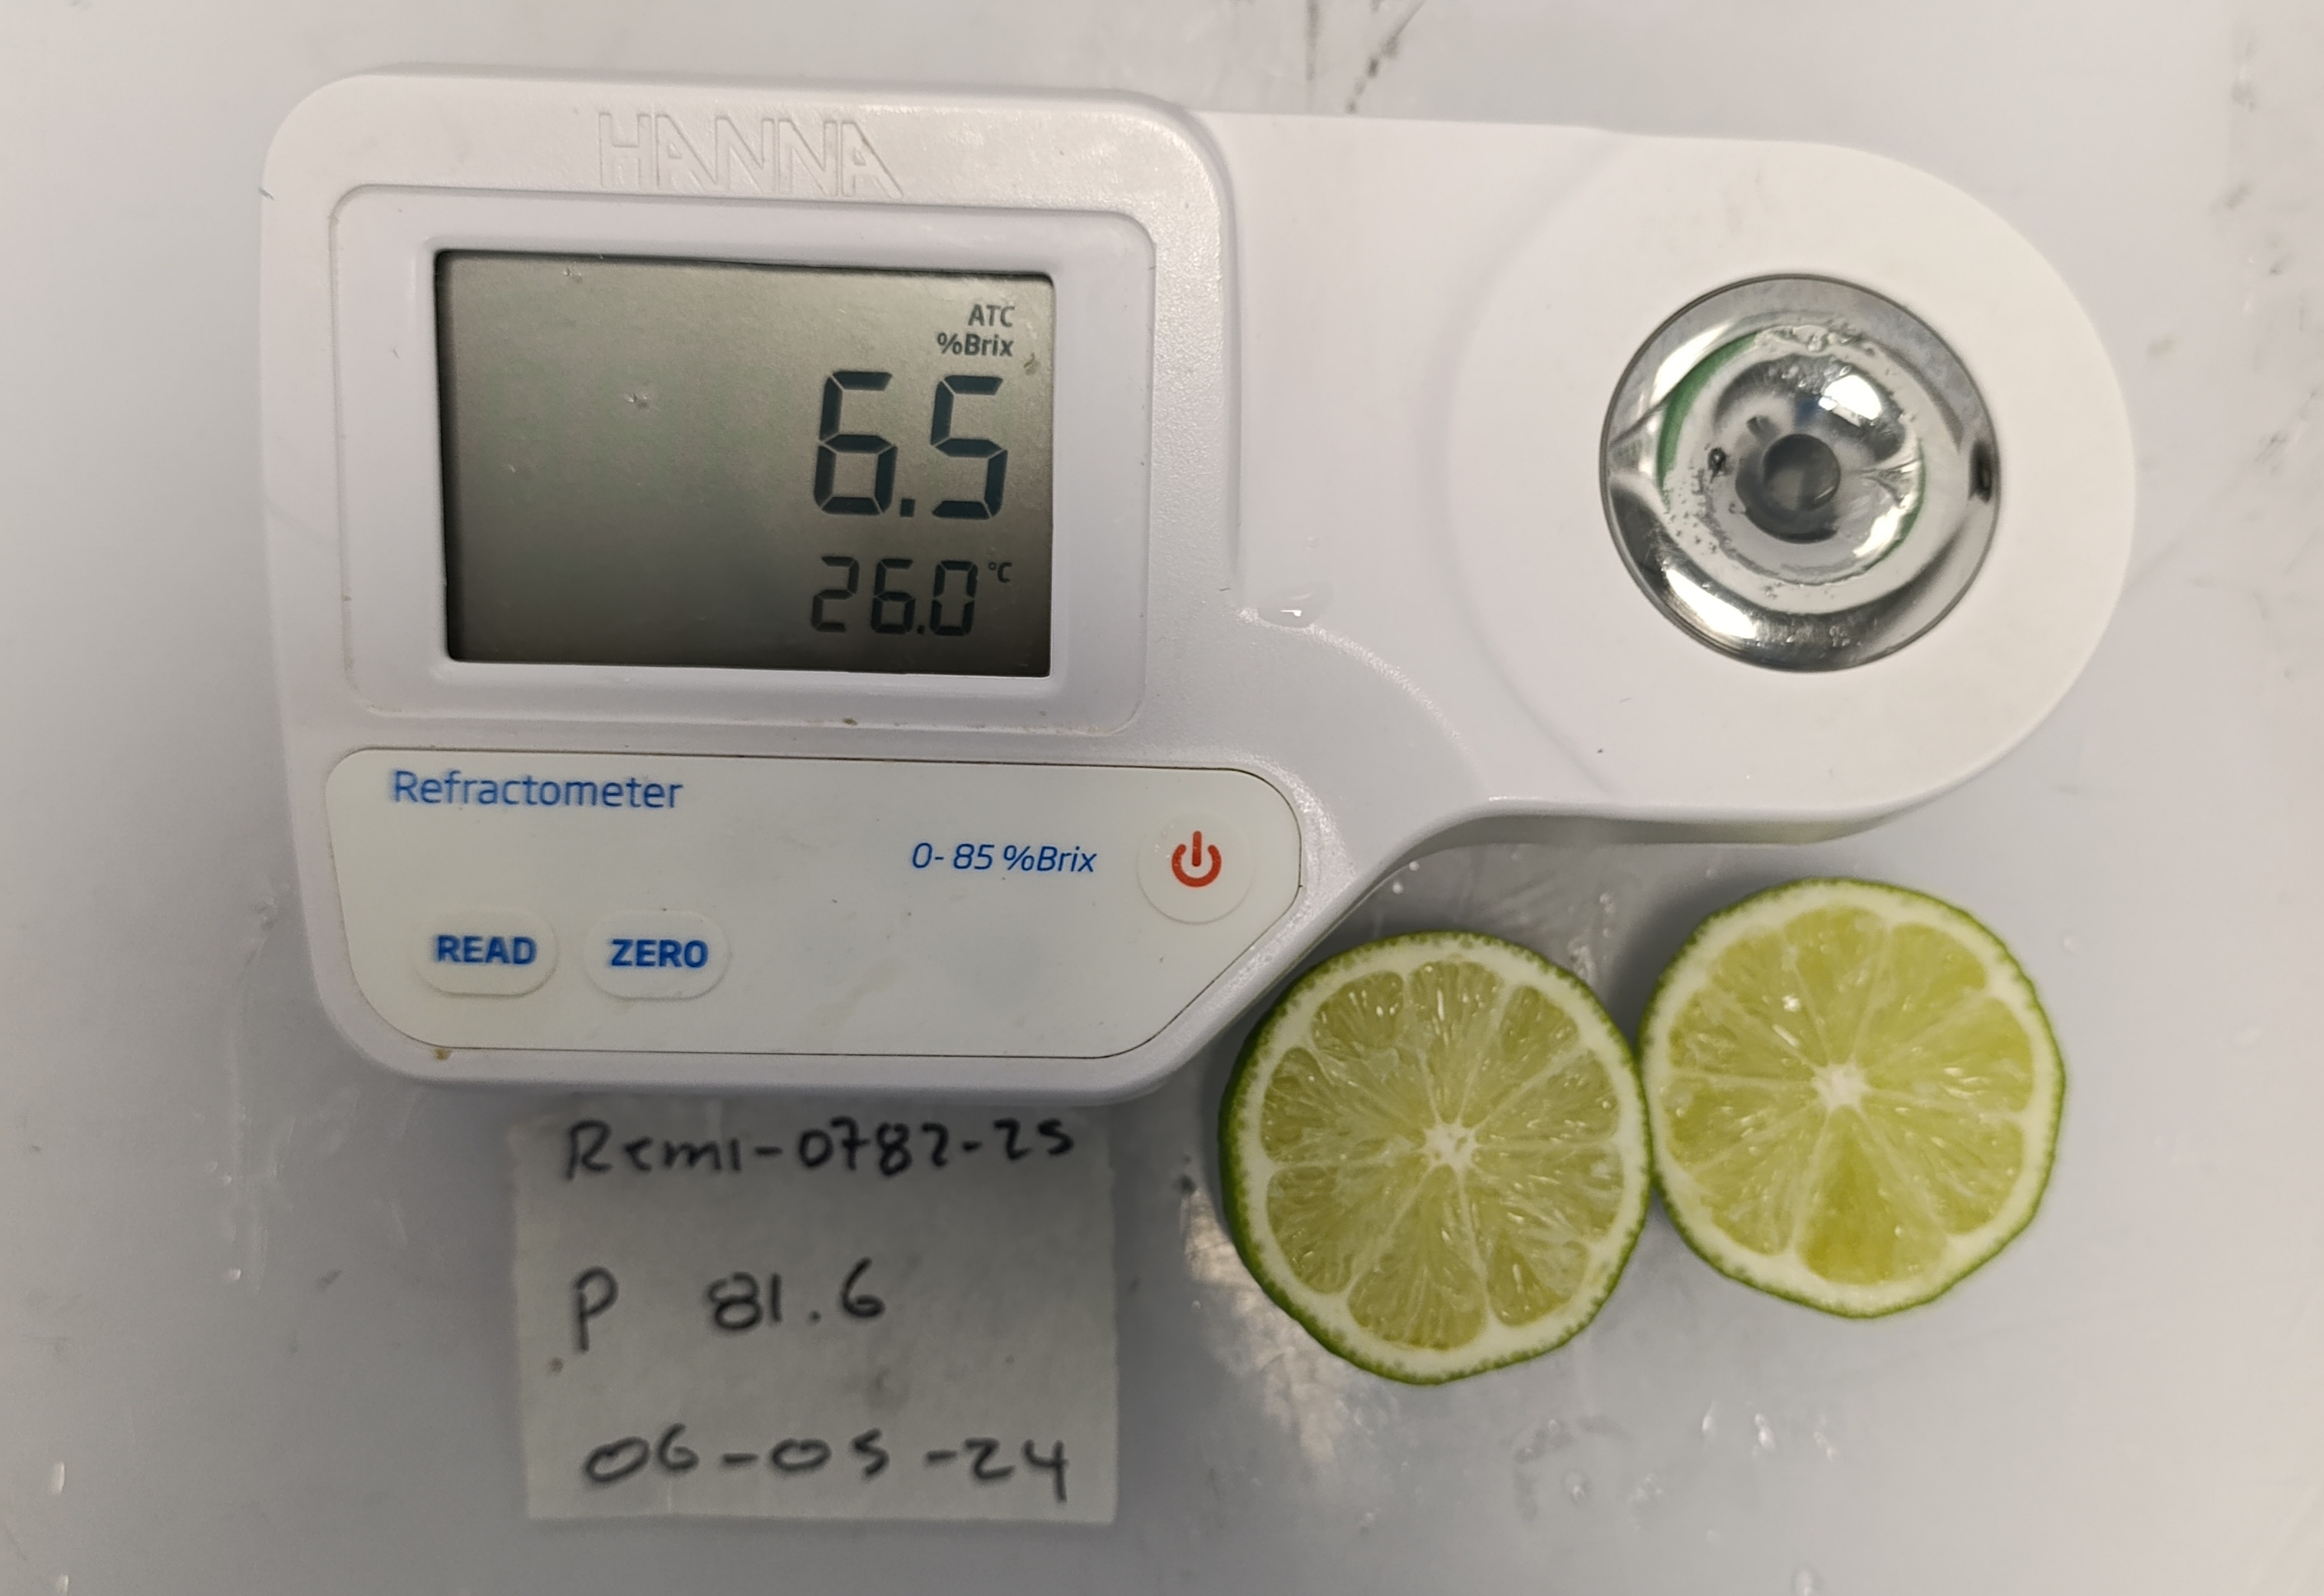 HANNA
ATC
%Brix
6.5
26.0 °C
Refractometer
0-85 %Brix
READ ZERO
Remi-0782-25
P 81.6
06-05-24